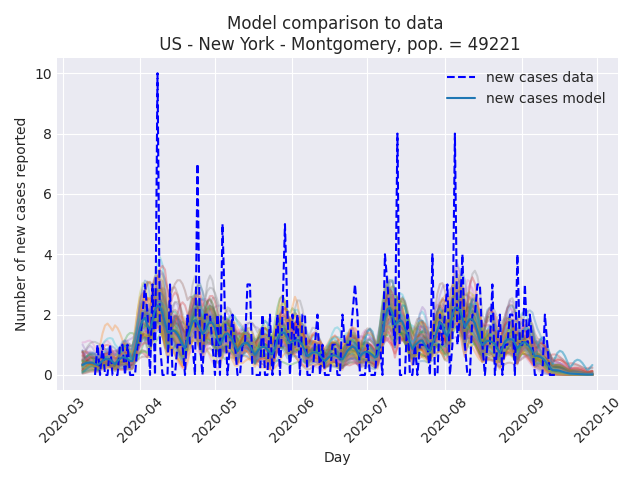 Model comparison to data
US - New York - Montgomery, pop. = 49221
new cases data
new cases model
Number of new cases reported
10
8
6
4
2
0
2020-03
2020-04
2020-05
2020-06
2020-07
2020-08
2020-09
2020-10
Day